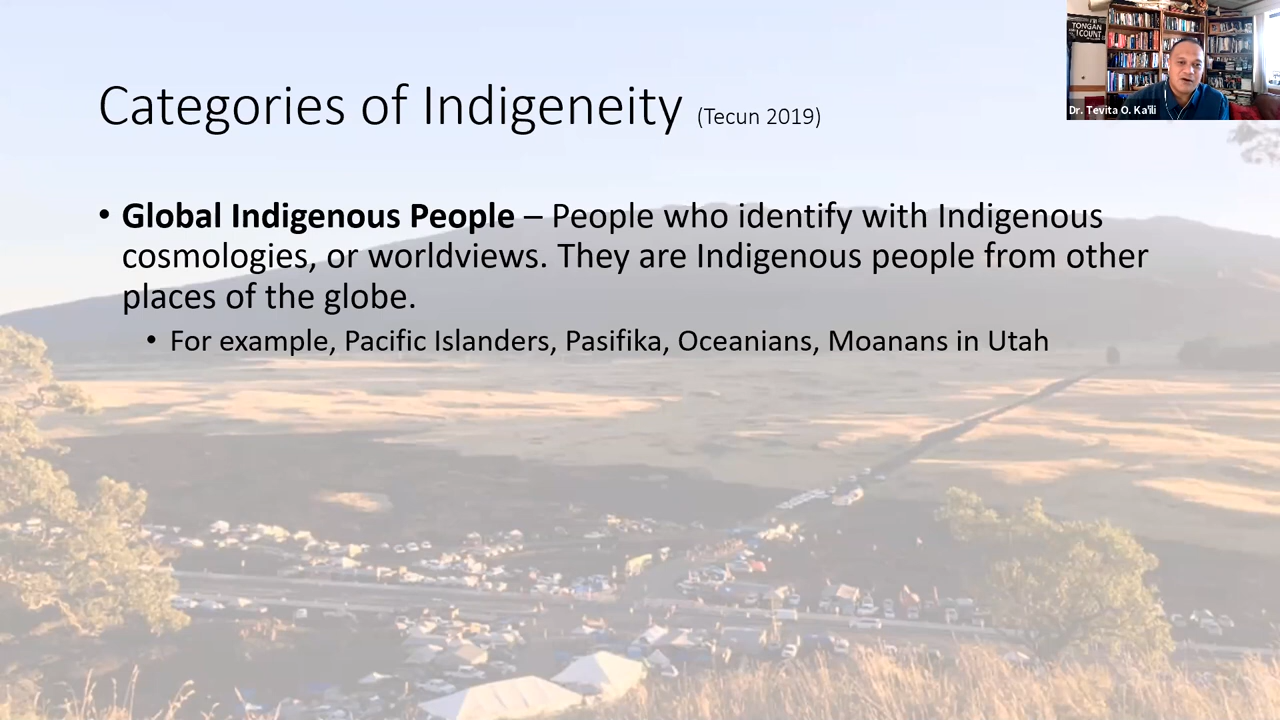 Categories of Indigeneity (Tecun 2019)
TONGAN
COUNT
Dr. Tevita O. Ka'ili
• Global Indigenous People – People who identify with Indigenous
cosmologies, or worldviews. They are Indigenous people from other
places of the globe.
• For example, Pacific Islanders, Pasifika, Oceanians, Moanans in Utah